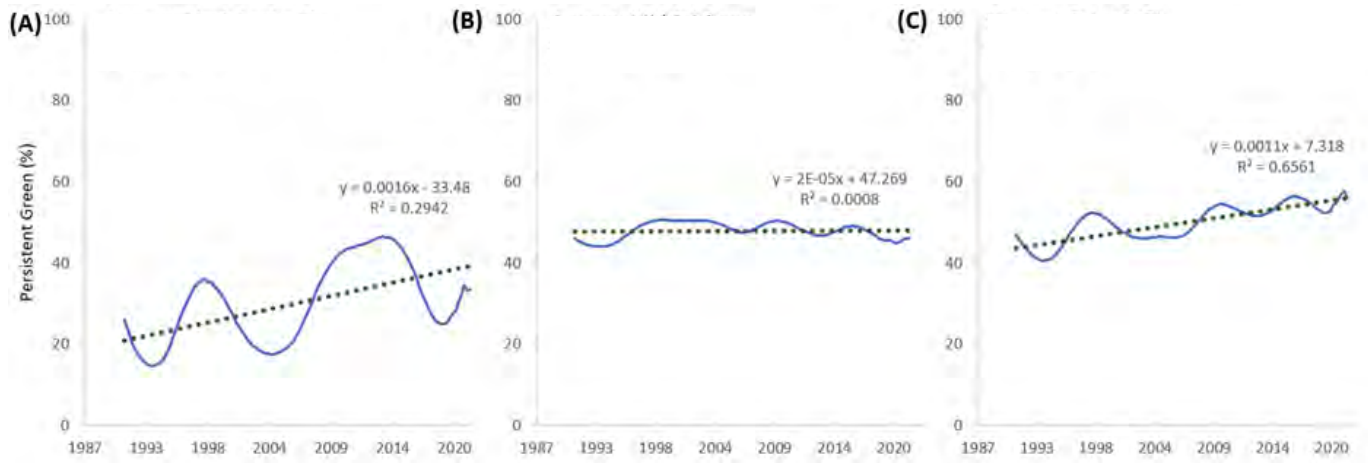 (A)
(B)
(C)
Persistent Green (%)
100
80
60
40
20
0
y = 0.0016x - 33.48
R² = 0.2942
1987 1993 1998 2004 2009 2014 2020
100
80
60
40
20
0
y = 2E-05x + 47.269
R² = 0.0008
1987 1993 1998 2004 2009 2014 2020
100
80
60
40
20
0
y = 0.0011x + 7.318
R² = 0.6561
1987 1993 1998 2004 2009 2014 2020